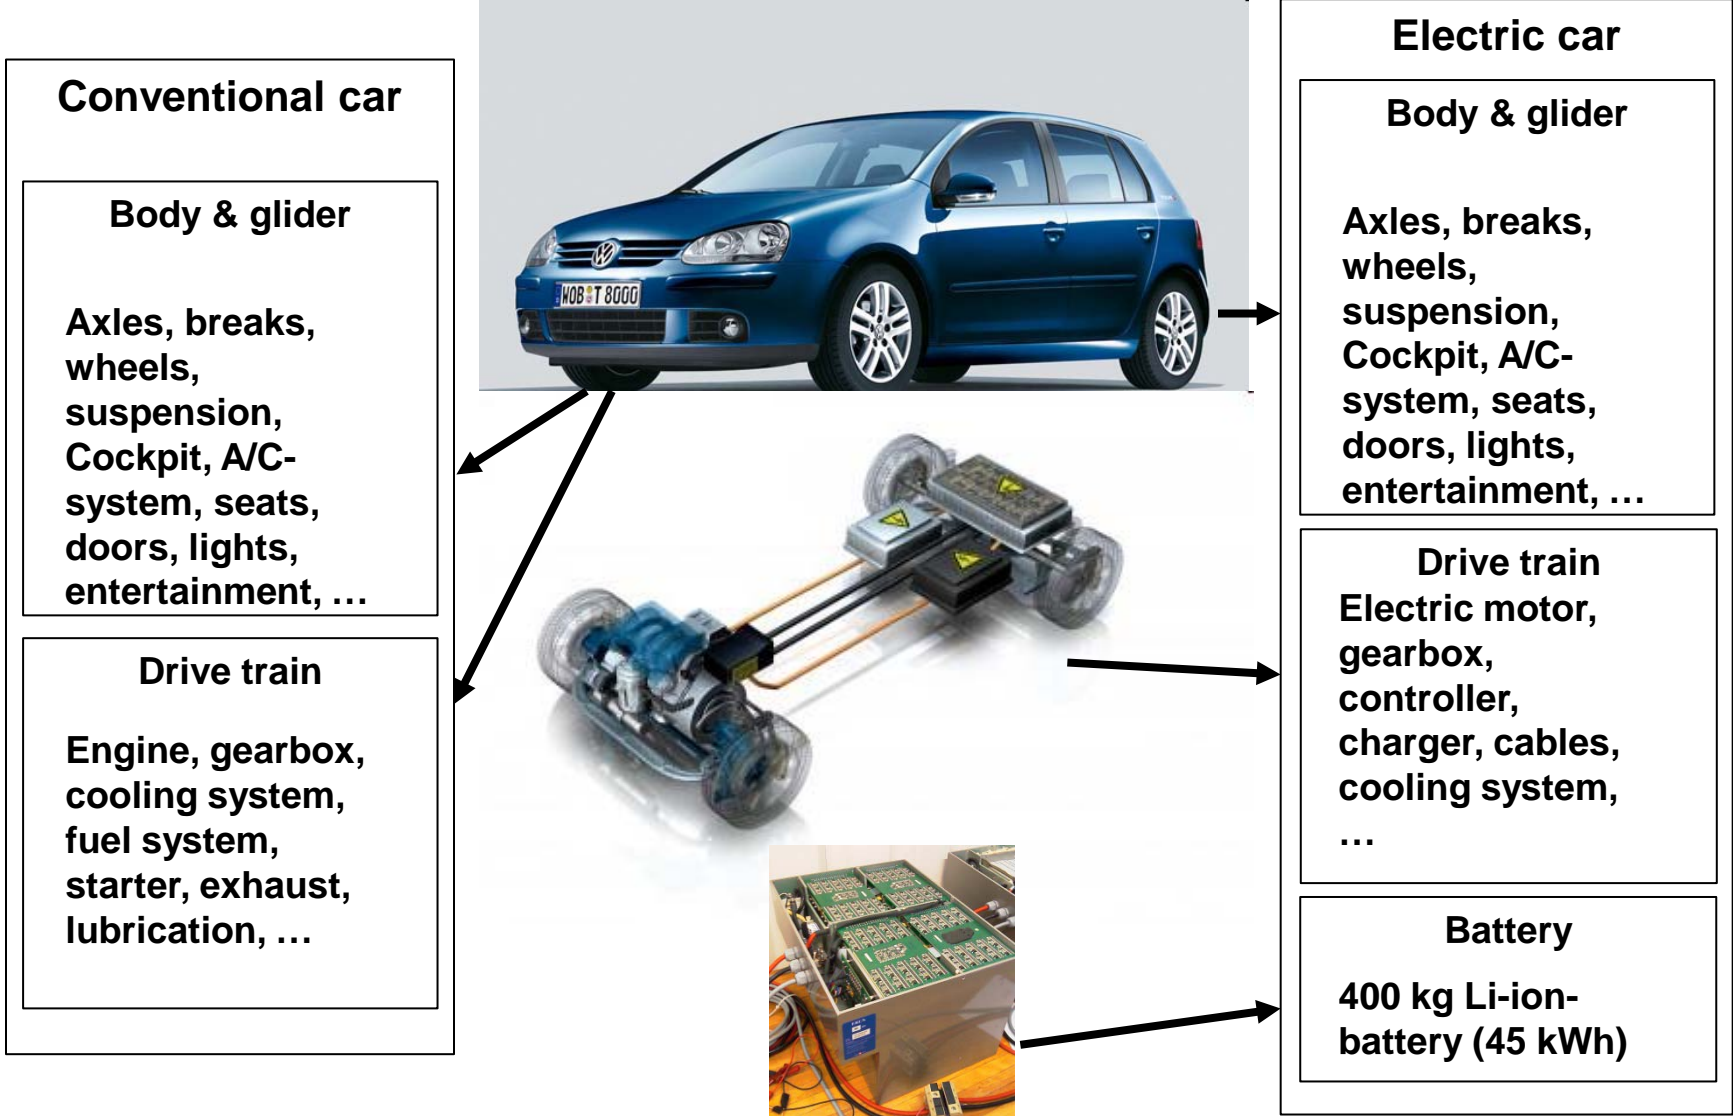 Conventional car
Body & glider
Axles, breaks,
wheels,
suspension,
Cockpit, A/C-
system, seats,
doors, lights,
entertainment, …
Drive train
Engine, gearbox,
cooling system,
fuel system,
starter, exhaust,
lubrication, …
WOB T 8000
Electric car
Body & glider
Axles, breaks,
wheels,
suspension,
Cockpit, A/C-
system, seats,
doors, lights,
entertainment, …
Drive train
Electric motor,
gearbox,
controller,
charger, cables,
cooling system,
…
Battery
400 kg Li-ion-
battery (45 kWh)